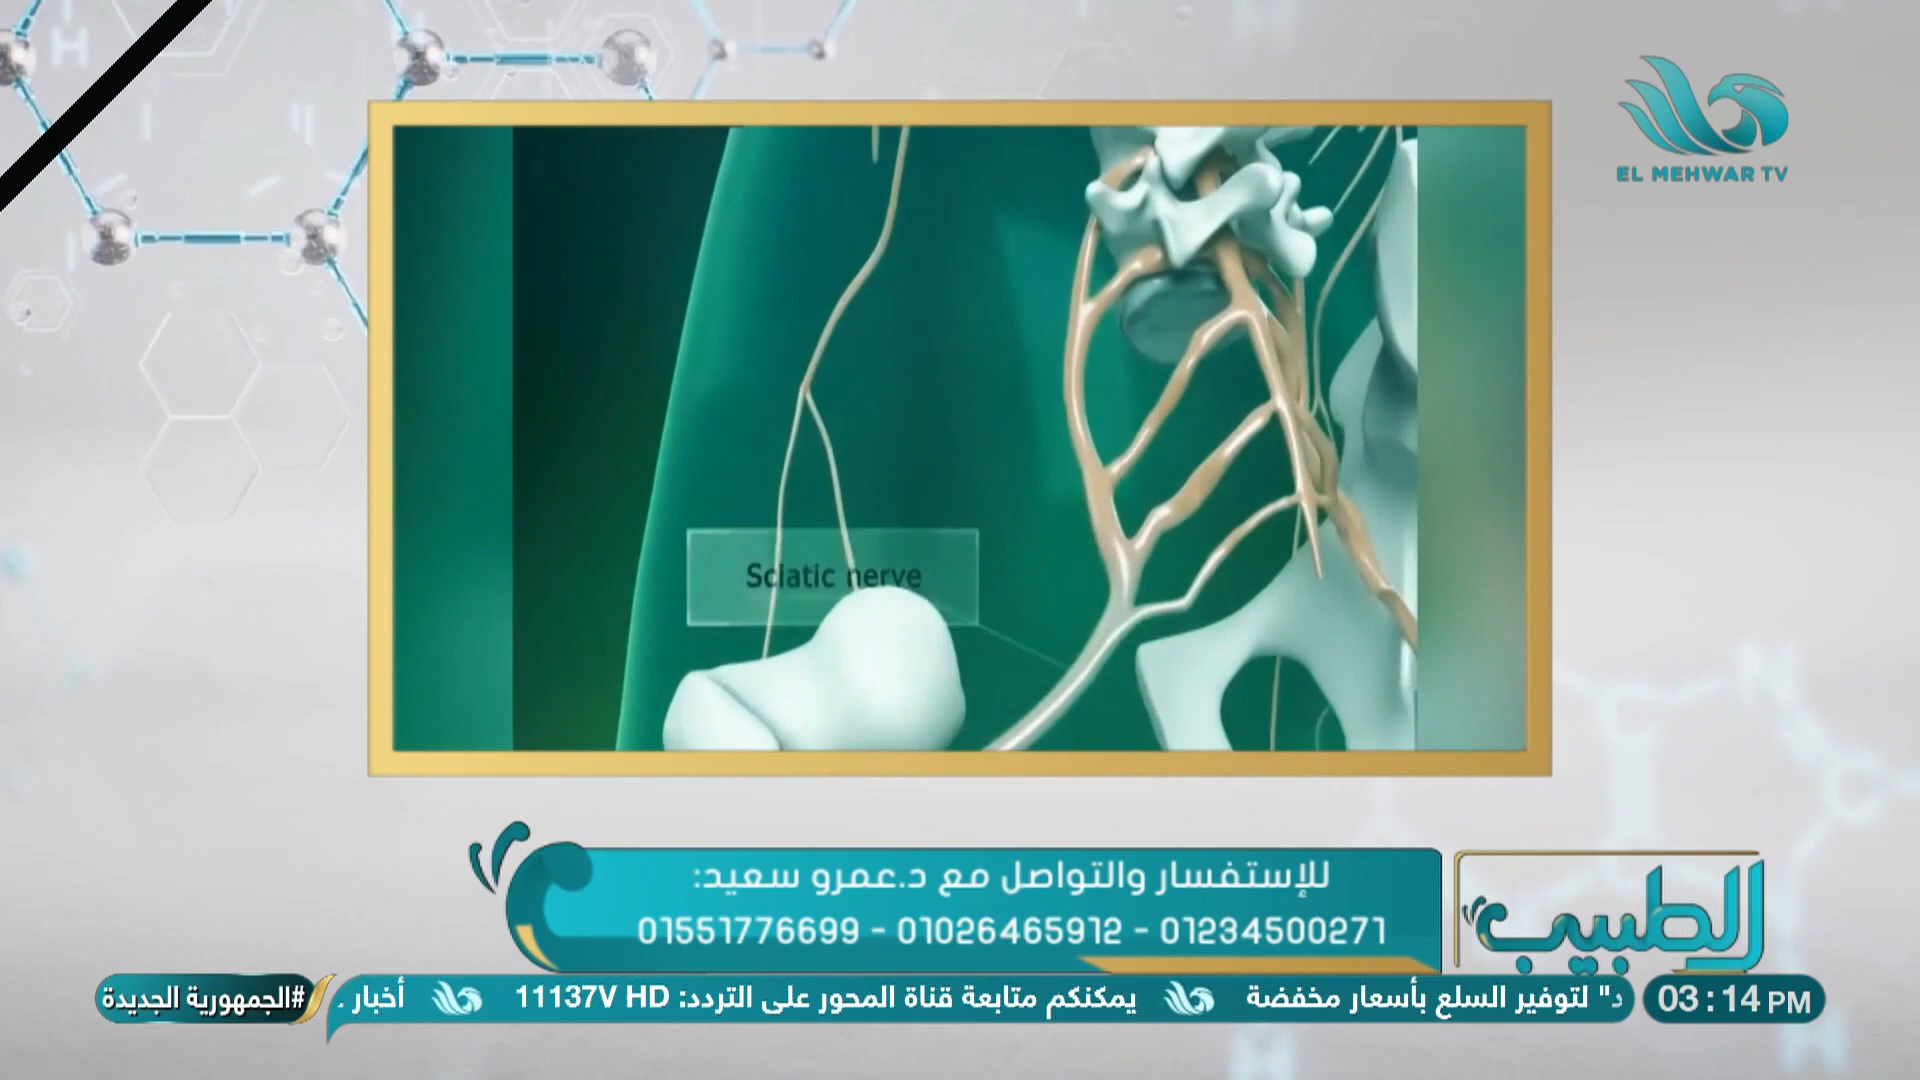 EL MEHWAR TV
Sciatic nerve
للإستفسار والتواصل مع د.عمرو سعيد:
01551776699 - 01026465912 - 01234500271
الطبيب
د" لتوفير السلع بأسعار مخفضة
يمكنكم متابعة قناة المحور على التردد: 11137V HD
أخبار
#الجمهورية الجديدة
03:14 PM